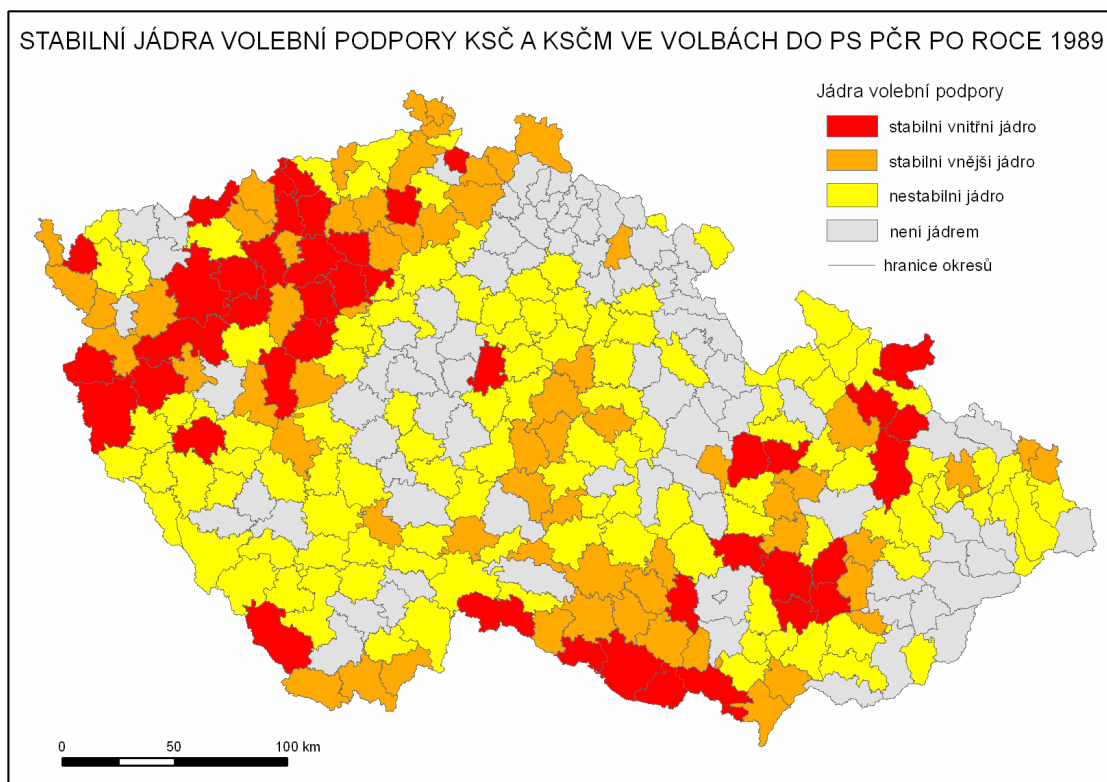 STABILNÍ JÁDRA VOLEBNÍ PODPORY KSČ A KSČM VE VOLBÁCH DO PS PČR PO ROCE 1989
Jádra volební podpory
stabilní vnitřní jádro
stabilní vnější jádro
nestabilní jádro
není jádrem
hranice okresů
0 50 100 km